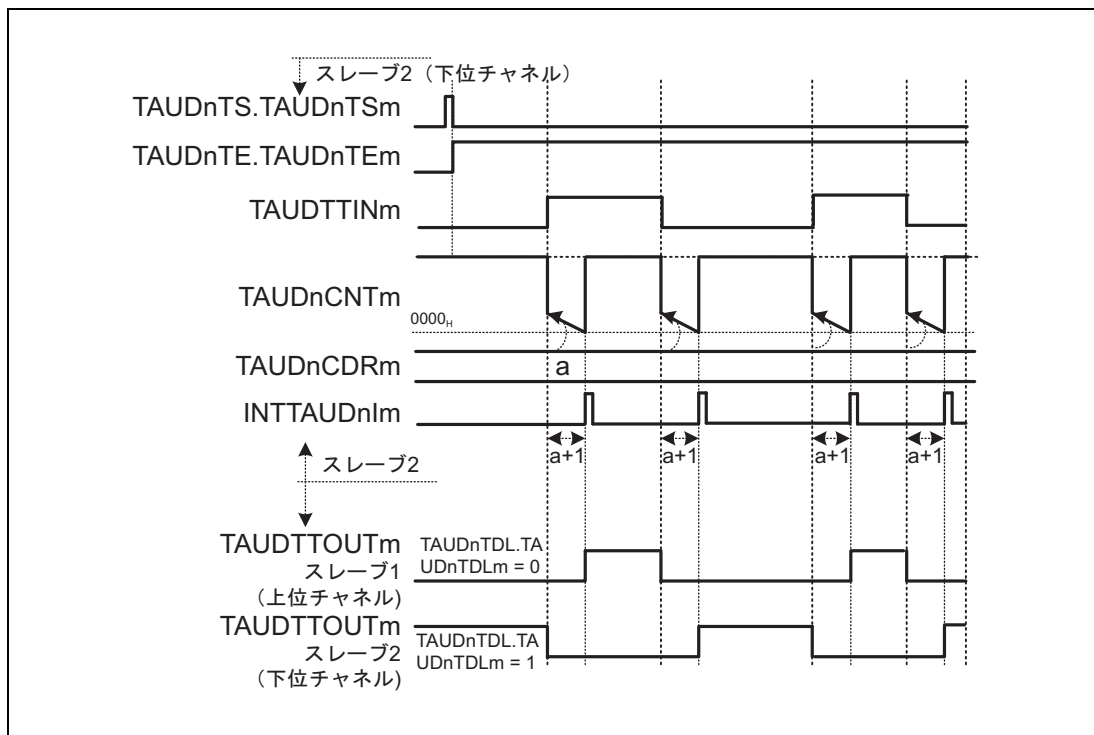 スレーブ2（下位チャネル）
TAUDnTS.TAUDnTSm
TAUDnTE.TAUDnTEm
TAUDTTINm
TAUDnCNTm
0000H
TAUDnCDRm
a
INTTAUDnIm
a+1 a+1 a+1 a+1
スレーブ2
TAUDTTOUTm
スレーブ1
(上位チャネル)
TAUDnTDL.TA
UDnTDLm = 0
TAUDTTOUTm
スレーブ2
(下位チャネル)
TAUDnTDL.TA
UDnTDLm = 1